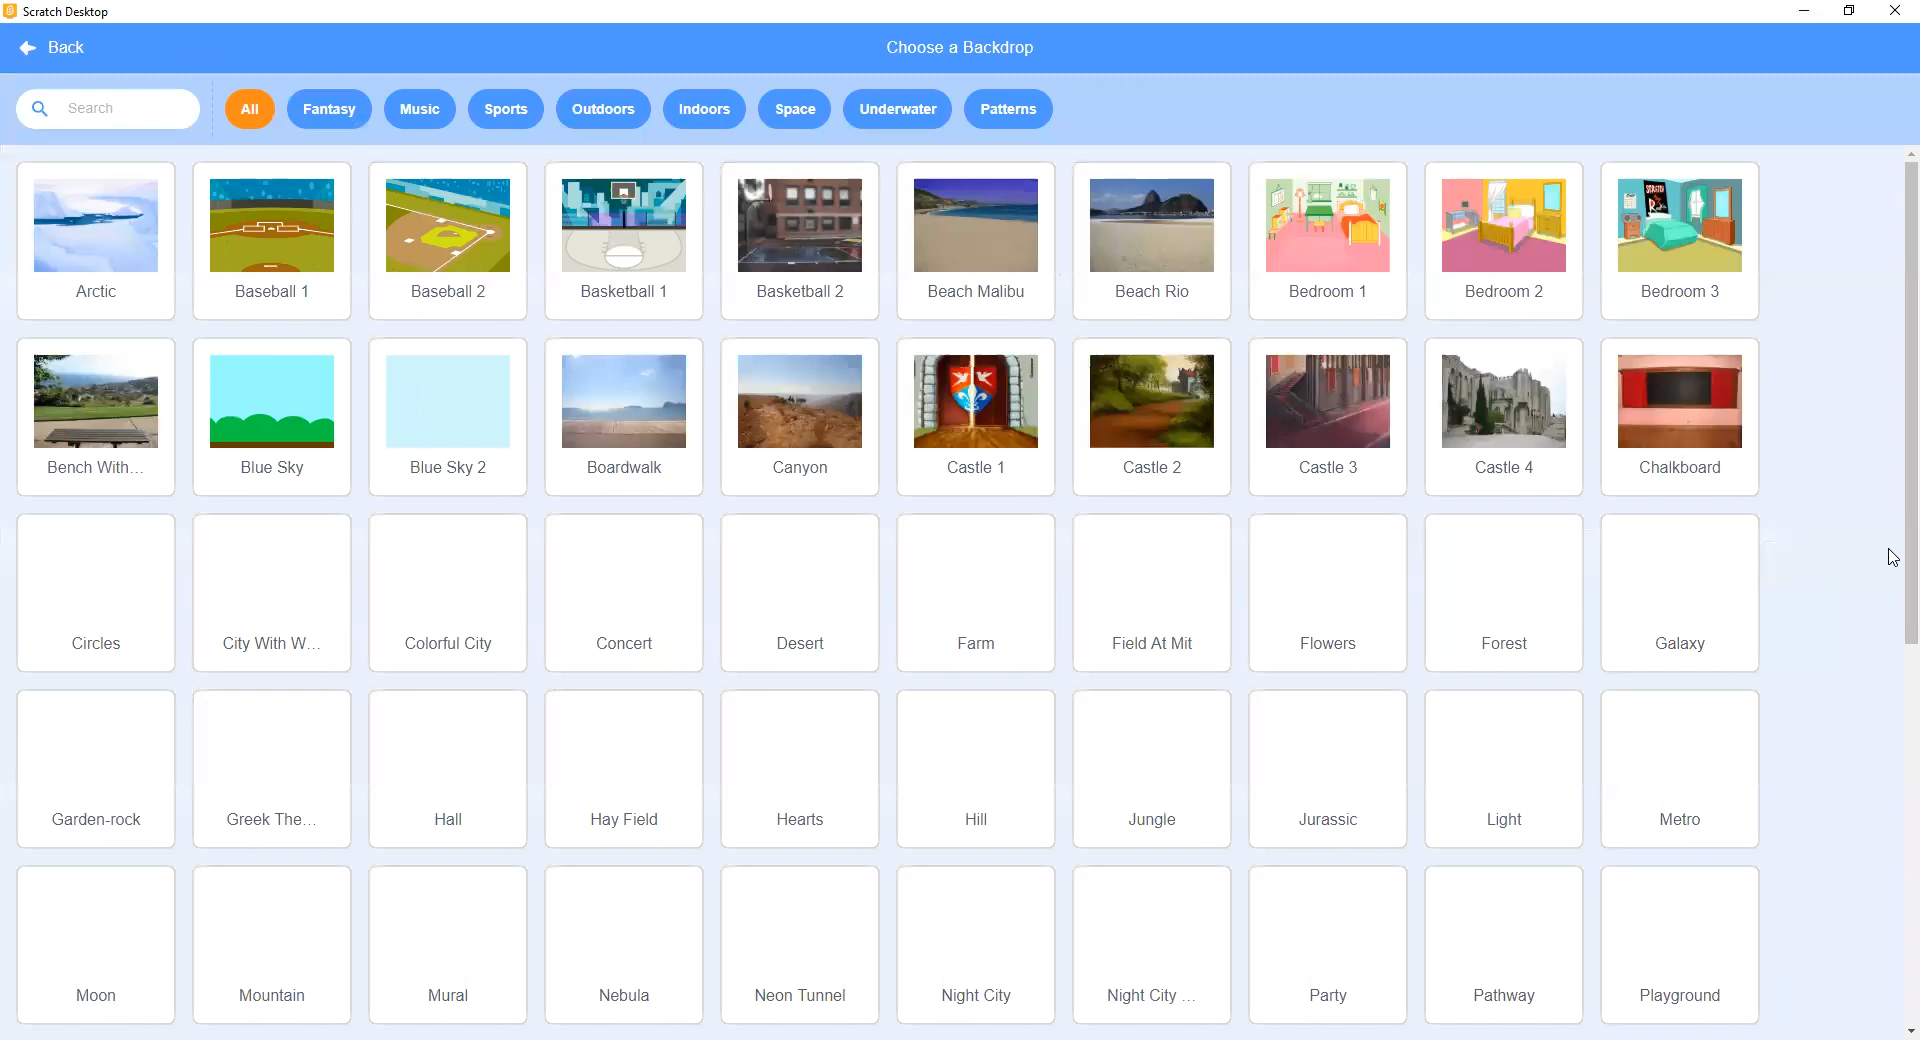 Scratch Desktop
Back
Choose a Backdrop
Search
All Fantasy Music Sports Outdoors Indoors Space Underwater Patterns
Arctic Baseball 1 Baseball 2 Basketball 1 Basketball 2 Beach Malibu Beach Rio Bedroom 1 Bedroom 2 Bedroom 3
Bench With... Blue Sky Blue Sky 2 Boardwalk Canyon Castle 1 Castle 2 Castle 3 Castle 4 Chalkboard
Circles City With W... Colorful City Concert Desert Farm Field At Mit Flowers Forest Galaxy
Garden-rock Greek The... Hall Hay Field Hearts Hill Jungle Jurassic Light Metro
Moon Mountain Mural Nebula Neon Tunnel Night City Night City ... Party Pathway Playground